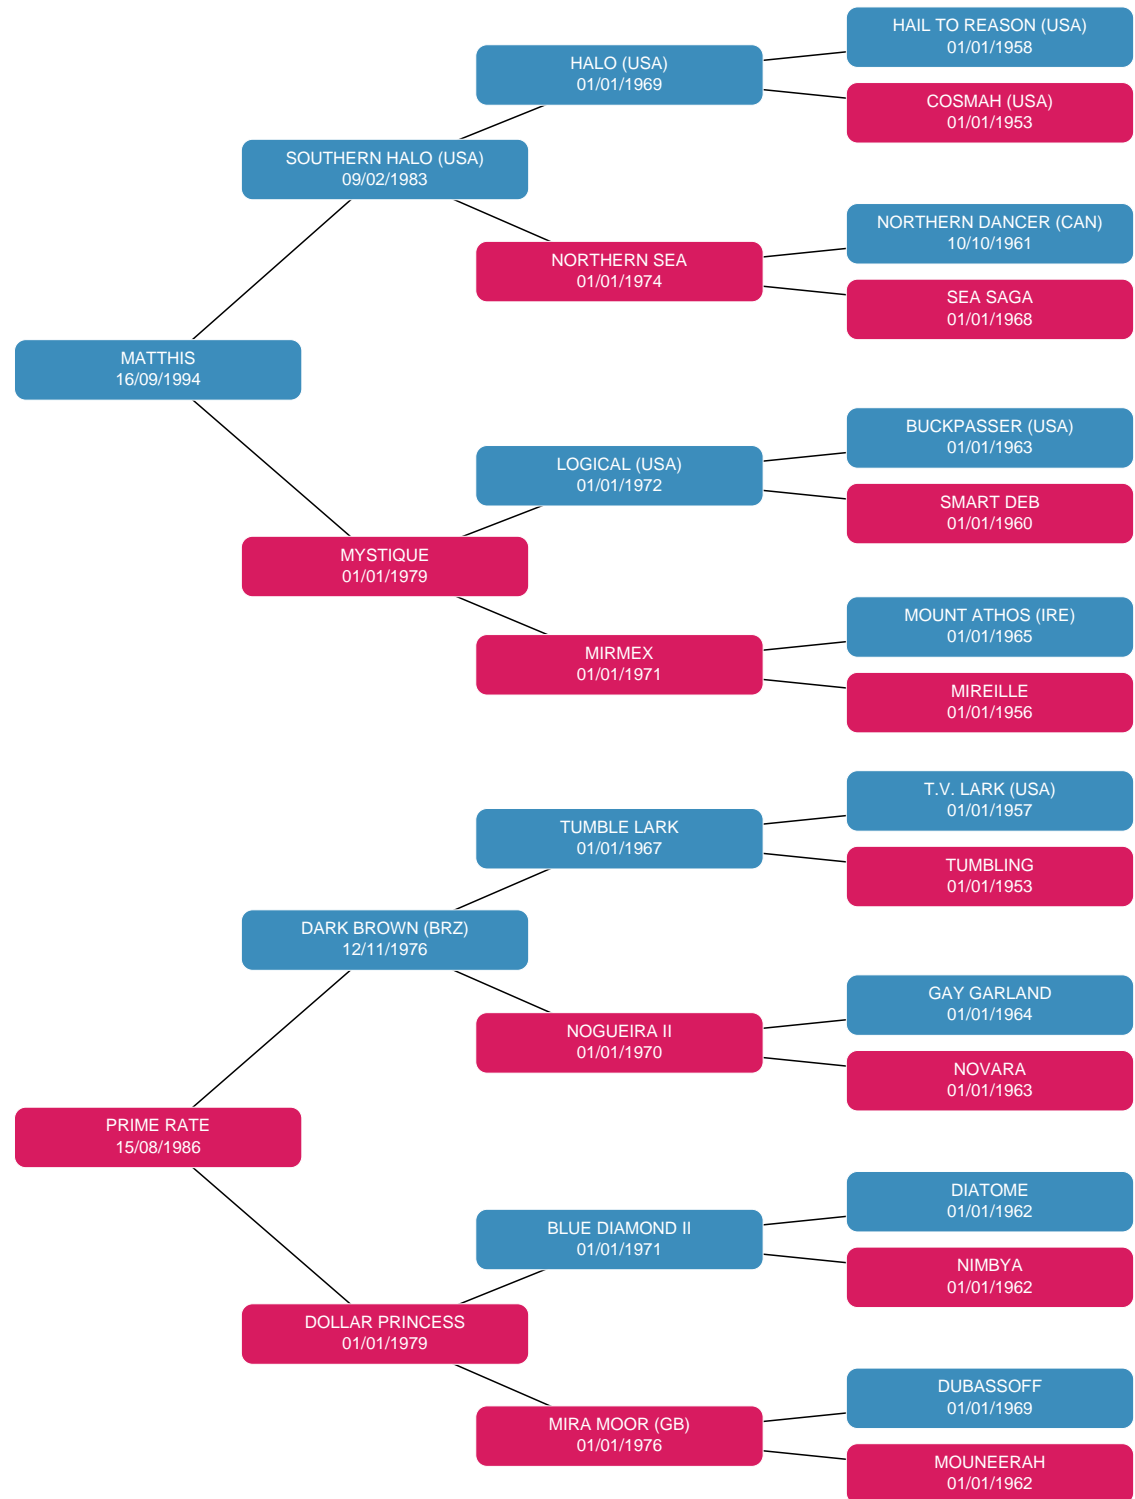 HAIL TO REASON (USA)
01/01/1958
HALO (USA)
01/01/1969
COSMAH (USA)
01/01/1953
SOUTHERN HALO (USA)
09/02/1983
NORTHERN DANCER (CAN)
10/10/1961
NORTHERN SEA
01/01/1974
SEA SAGA
01/01/1968
MATTHIS
16/09/1994
BUCKPASSER (USA)
01/01/1963
LOGICAL (USA)
01/01/1972
SMART DEB
01/01/1960
MYSTIQUE
01/01/1979
MOUNT ATHOS (IRE)
01/01/1965
MIRMEX
01/01/1971
MIREILLE
01/01/1956
T.V. LARK (USA)
01/01/1957
TUMBLE LARK
01/01/1967
TUMBLING
01/01/1953
DARK BROWN (BRZ)
12/11/1976
GAY GARLAND
01/01/1964
NOGUEIRA II
01/01/1970
NOVARA
01/01/1963
PRIME RATE
15/08/1986
DIATOME
01/01/1962
BLUE DIAMOND II
01/01/1971
NIMBYA
01/01/1962
DOLLAR PRINCESS
01/01/1979
DUBASSOFF
01/01/1969
MIRA MOOR (GB)
01/01/1976
MOUNEERAH
01/01/1962